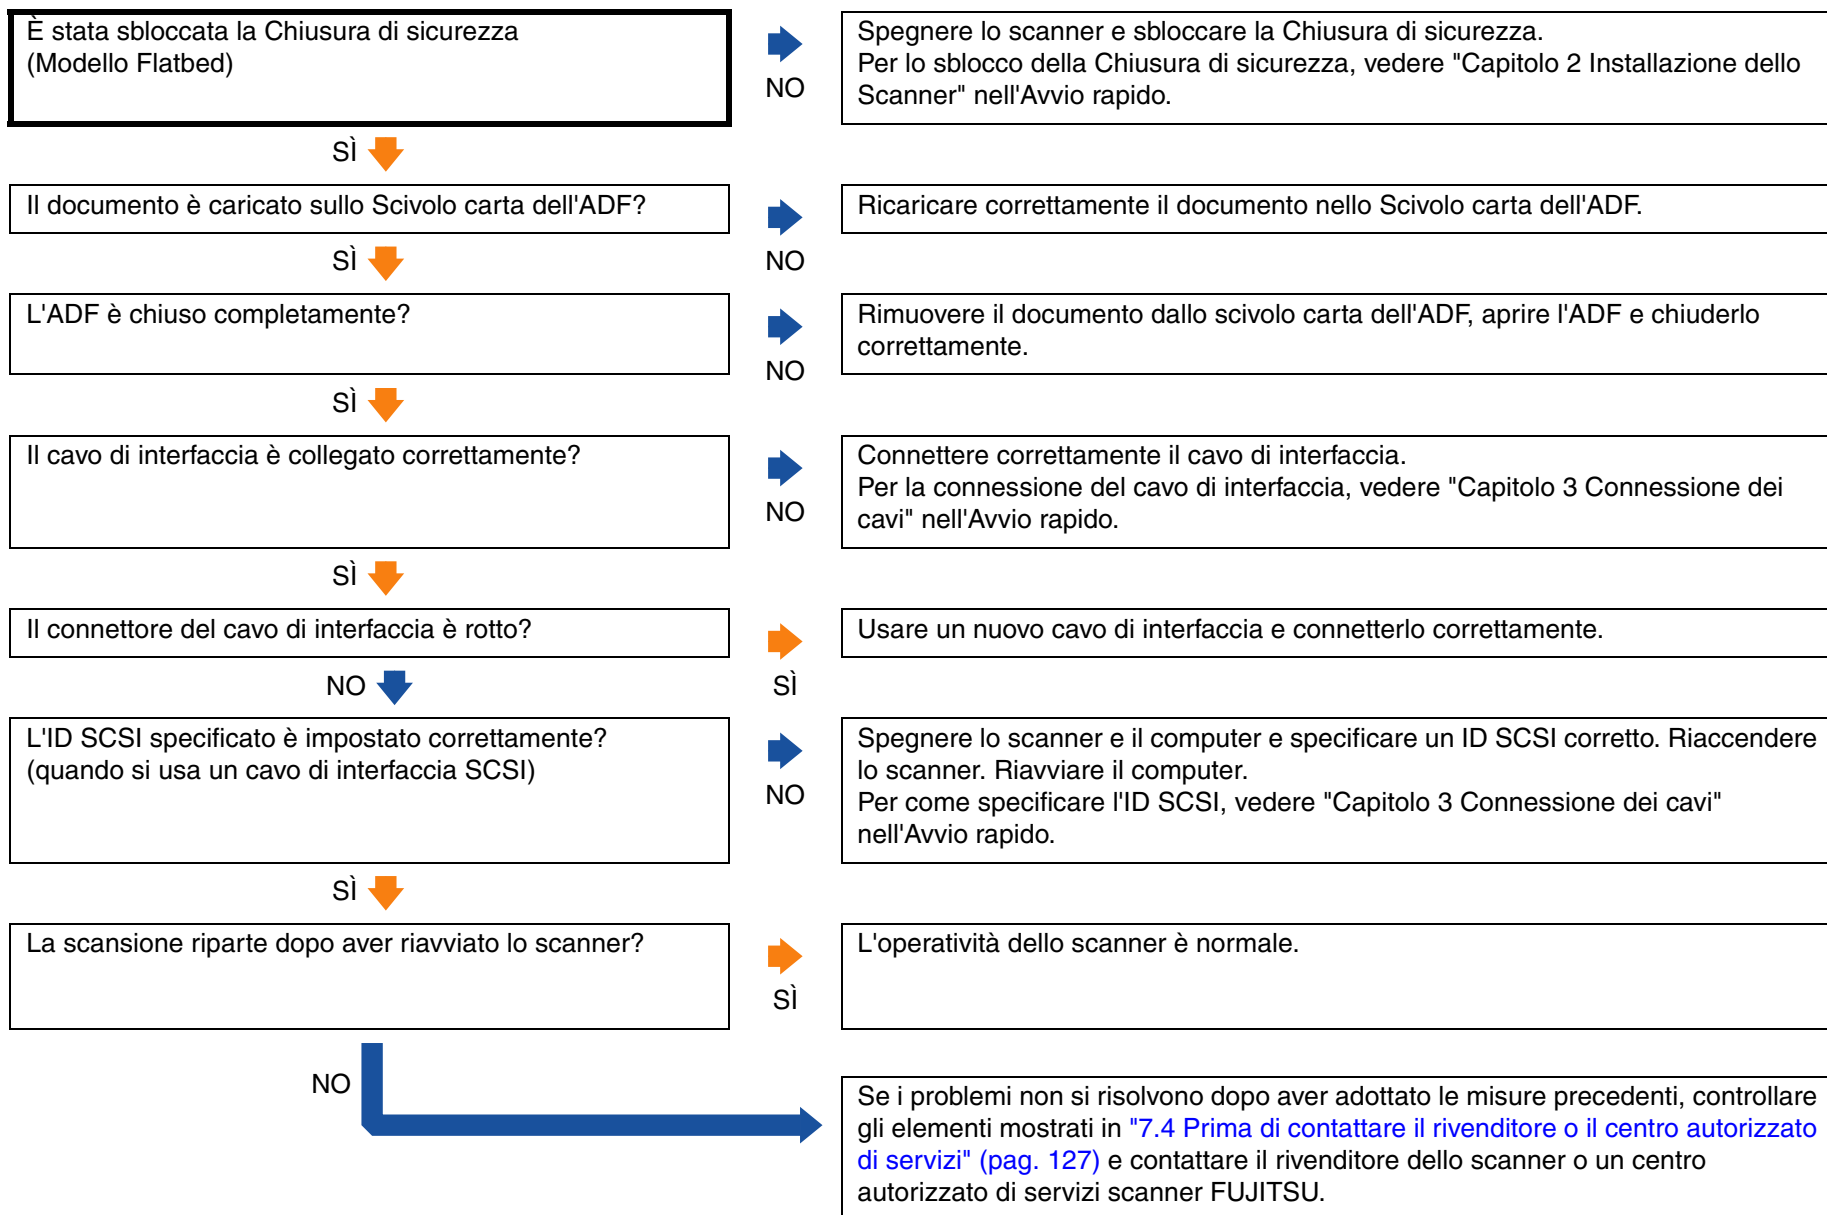 È stata sbloccata la Chiusura di sicurezza
(Modello Flatbed)
NO
Spegnere lo scanner e sbloccare la Chiusura di sicurezza.
Per lo sblocco della Chiusura di sicurezza, vedere "Capitolo 2 Installazione dello
Scanner" nell'Avvio rapido.
SÌ
Il documento è caricato sullo Scivolo carta dell'ADF?
NO
Ricaricare correttamente il documento nello Scivolo carta dell'ADF.
SÌ
L'ADF è chiuso completamente?
NO
Rimuovere il documento dallo scivolo carta dell'ADF, aprire l'ADF e chiuderlo
correttamente.
SÌ
Il cavo di interfaccia è collegato correttamente?
NO
Connettere correttamente il cavo di interfaccia.
Per la connessione del cavo di interfaccia, vedere "Capitolo 3 Connessione dei
cavi" nell'Avvio rapido.
SÌ
Il connettore del cavo di interfaccia è rotto?
SÌ
Usare un nuovo cavo di interfaccia e connetterlo correttamente.
NO
L'ID SCSI specificato è impostato correttamente?
(quando si usa un cavo di interfaccia SCSI)
NO
Spegnere lo scanner e il computer e specificare un ID SCSI corretto. Riaccendere
lo scanner. Riavviare il computer.
Per come specificare l'ID SCSI, vedere "Capitolo 3 Connessione dei cavi"
nell'Avvio rapido.
SÌ
La scansione riparte dopo aver riavviato lo scanner?
SÌ
L'operatività dello scanner è normale.
NO
Se i problemi non si risolvono dopo aver adottato le misure precedenti, controllare
gli elementi mostrati in "7.4 Prima di contattare il rivenditore o il centro autorizzato
di servizi" (pag. 127) e contattare il rivenditore dello scanner o un centro
autorizzato di servizi scanner FUJITSU.